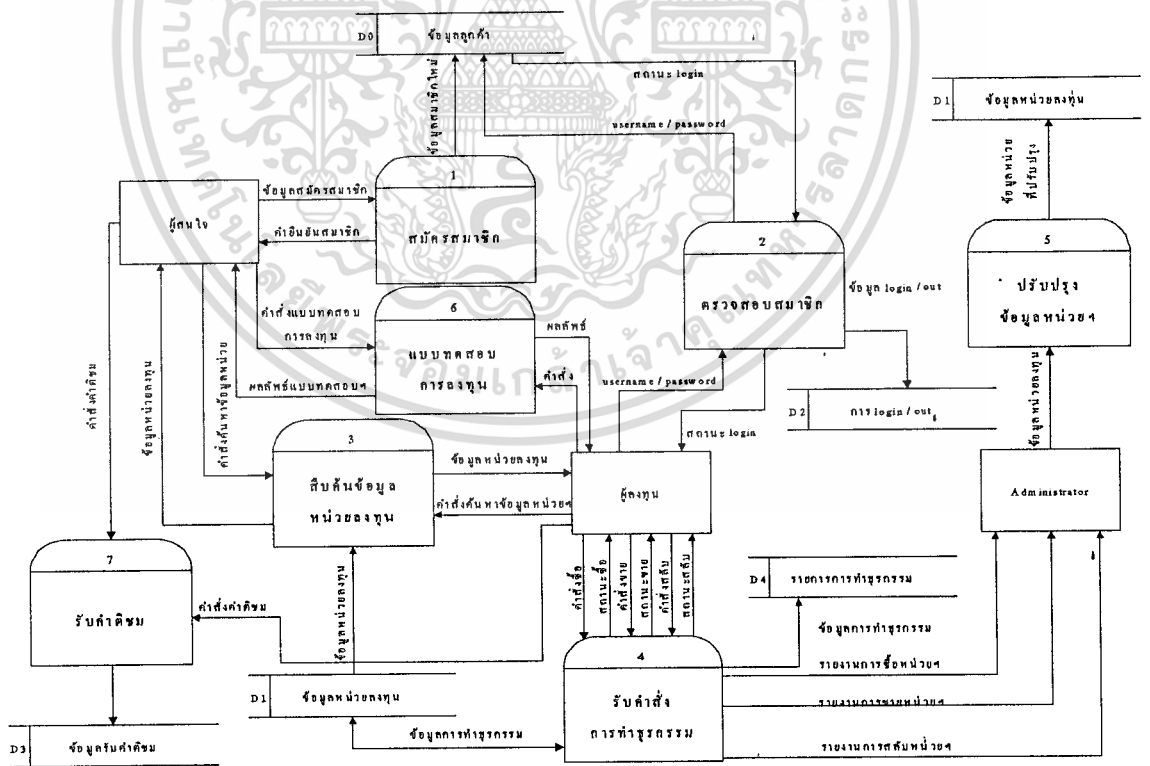 D0
ข้อมูลลูกค้า
สถานะ login
D1
ข้อมูลหน่วยลงทุ่น
ข้อมูลสมาชิกใหม่
username / password
ข้อมูลหน่วย
ที่ปรับปรุง
ผู้สนใจ
ข้อมูลสมัครสมาชิก
คำยืนยันสมาชิก
1
สมัครสมาชิก
2
ตรวจสอบสมาชิก
5
ปรับปรุง
ข้อมูลหน่วยฯ
ข้อมูล login / out
คำสั่งแบบทดสอบ
การลงทุน
ผลลัพธ์แบบทดสอบฯ
6
แบบทดสอบ
การลงทุน
ผลลัพธ์
คำสั่ง
username / password
D2
การ login / out
ข้อมูลหน่วยลงทุน
คำสั่งคำติชม
ข้อมูลหน่วยลงทุน
คำสั่งค้นหาข้อมูลหน่วย
สถานะ login
3
สืบค้นข้อมูล
หน่วยลงทุน
ข้อมูลหน่วยลงทุน
คำสั่งค้นหาข้อมูลหน่วยฯ
ผู้ลงทุน
Administrator
7
รับคำติชม
คำสั่งคำติชม
ข้อมูลหน่วยลงทุน
คำสั่งซื้อ
สถานะซื้อ
คำสั่งขาย
สถานะขาย
คำสั่งสลับ
สถานะสลับ
D4
รายการการทำธุรกรรม
ข้อมูลการทำธุรกรรม
รายงานการซื้อหน่วยฯ
4
รับคำสั่ง
การทำธุรกรรม
รายงานการขายหน่วยฯ
รายงานการสลับหน่วยฯ
D1
ข้อมูลหน่วยลงทุน
ข้อมูลการทำธุรกรรม
D3
ข้อมูลรับคำติชม
พระจอมเกล้าเจ้าคุณทหารลาดกระ